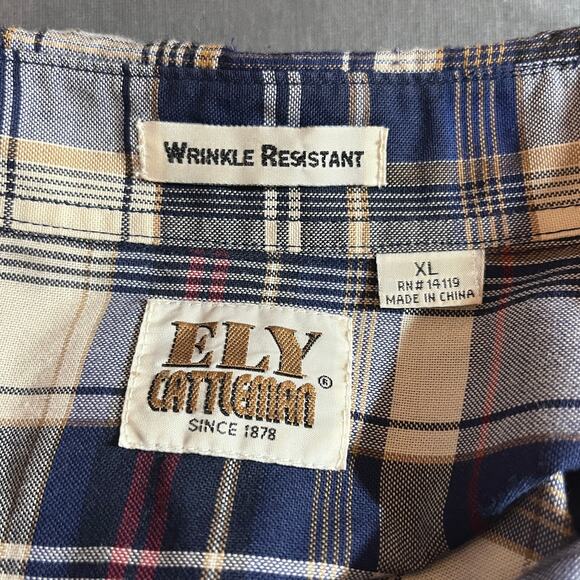 WRINKLE RESISTANT
XL
RN# 14119
MADE IN CHINA
ELY
CATTLEMAN®
SINCE 1878